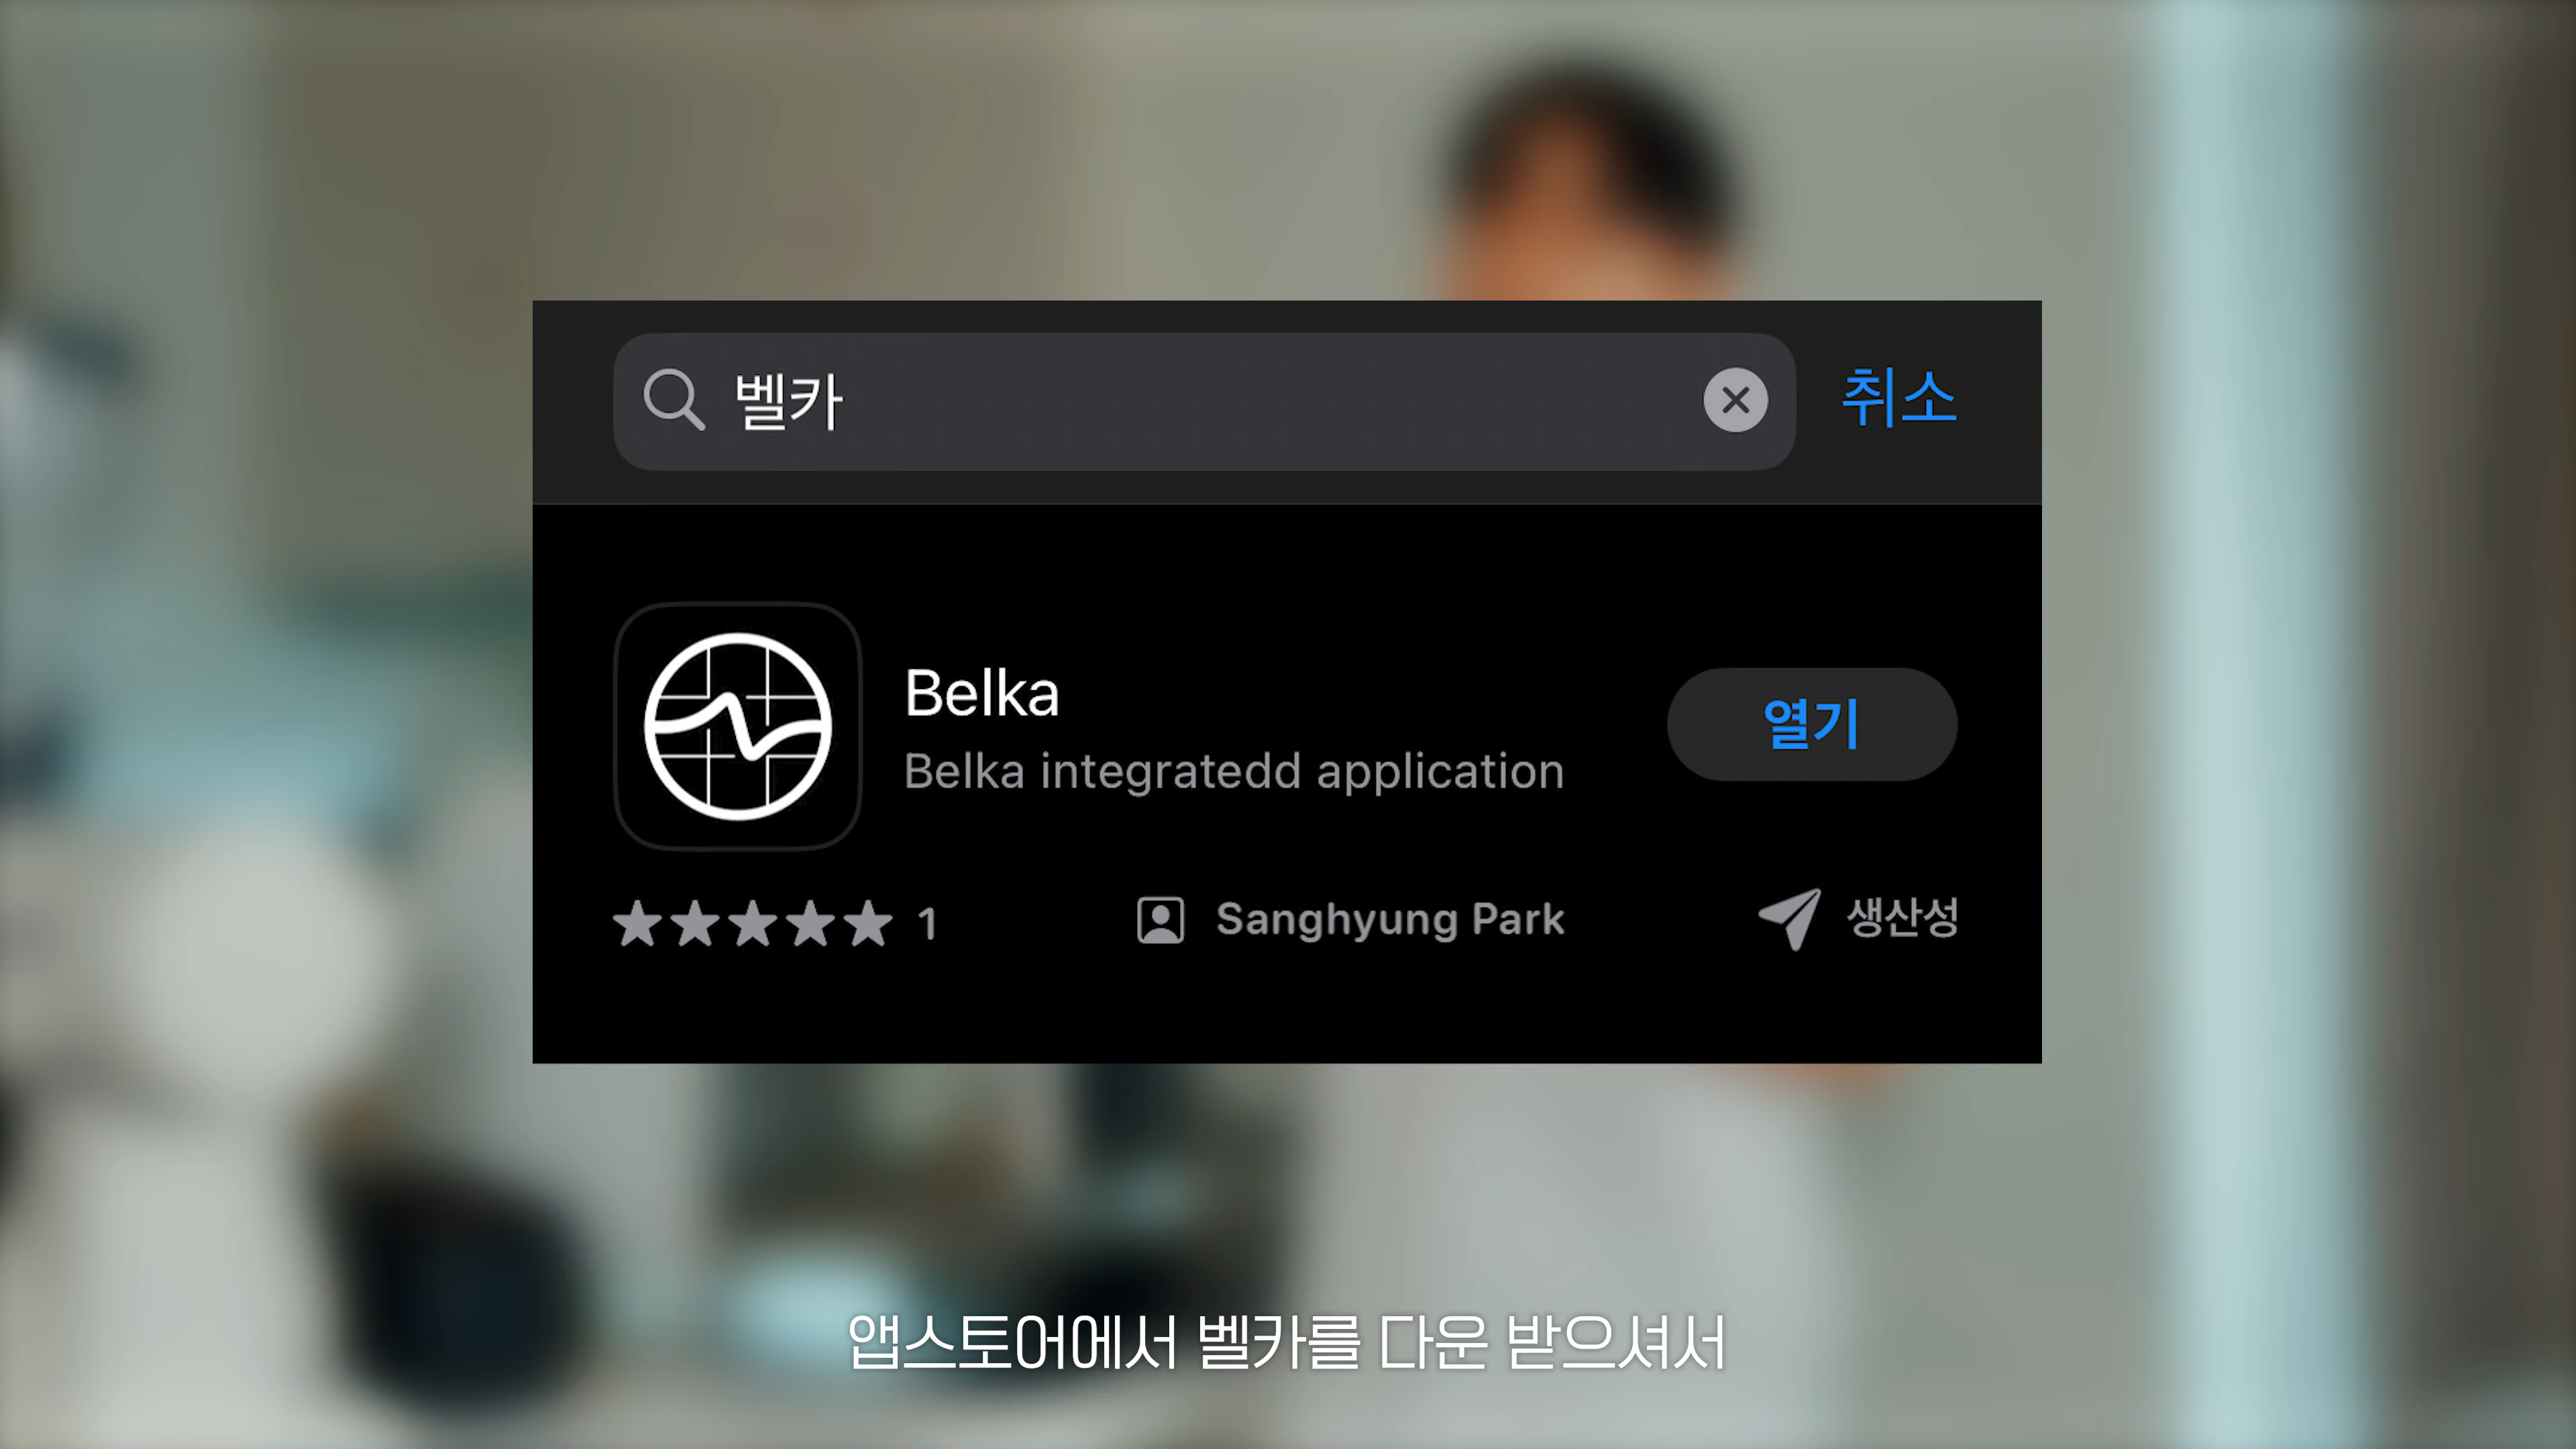 벨카
취소
Belka
Belka integratedd application
열기
1
Sanghyung Park
생산성
앱스토어에서 벨카를 다운 받으셔서